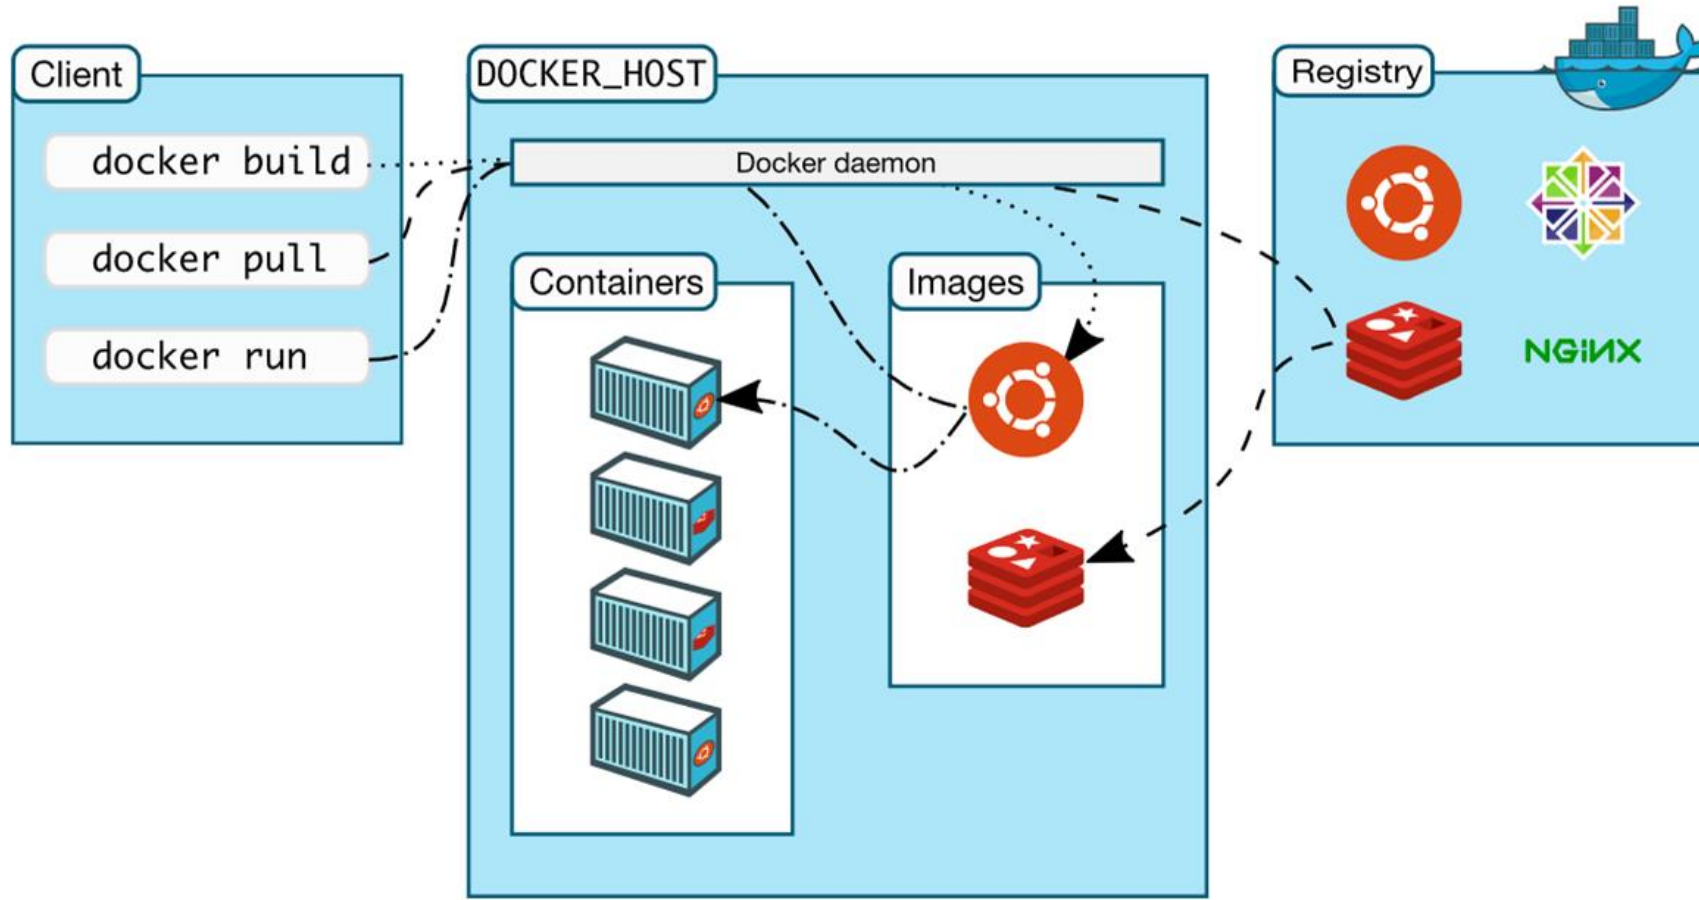 Client
docker build
docker pull
docker run
DOCKER_HOST
Docker daemon
Containers
Images
Registry
NGiNX